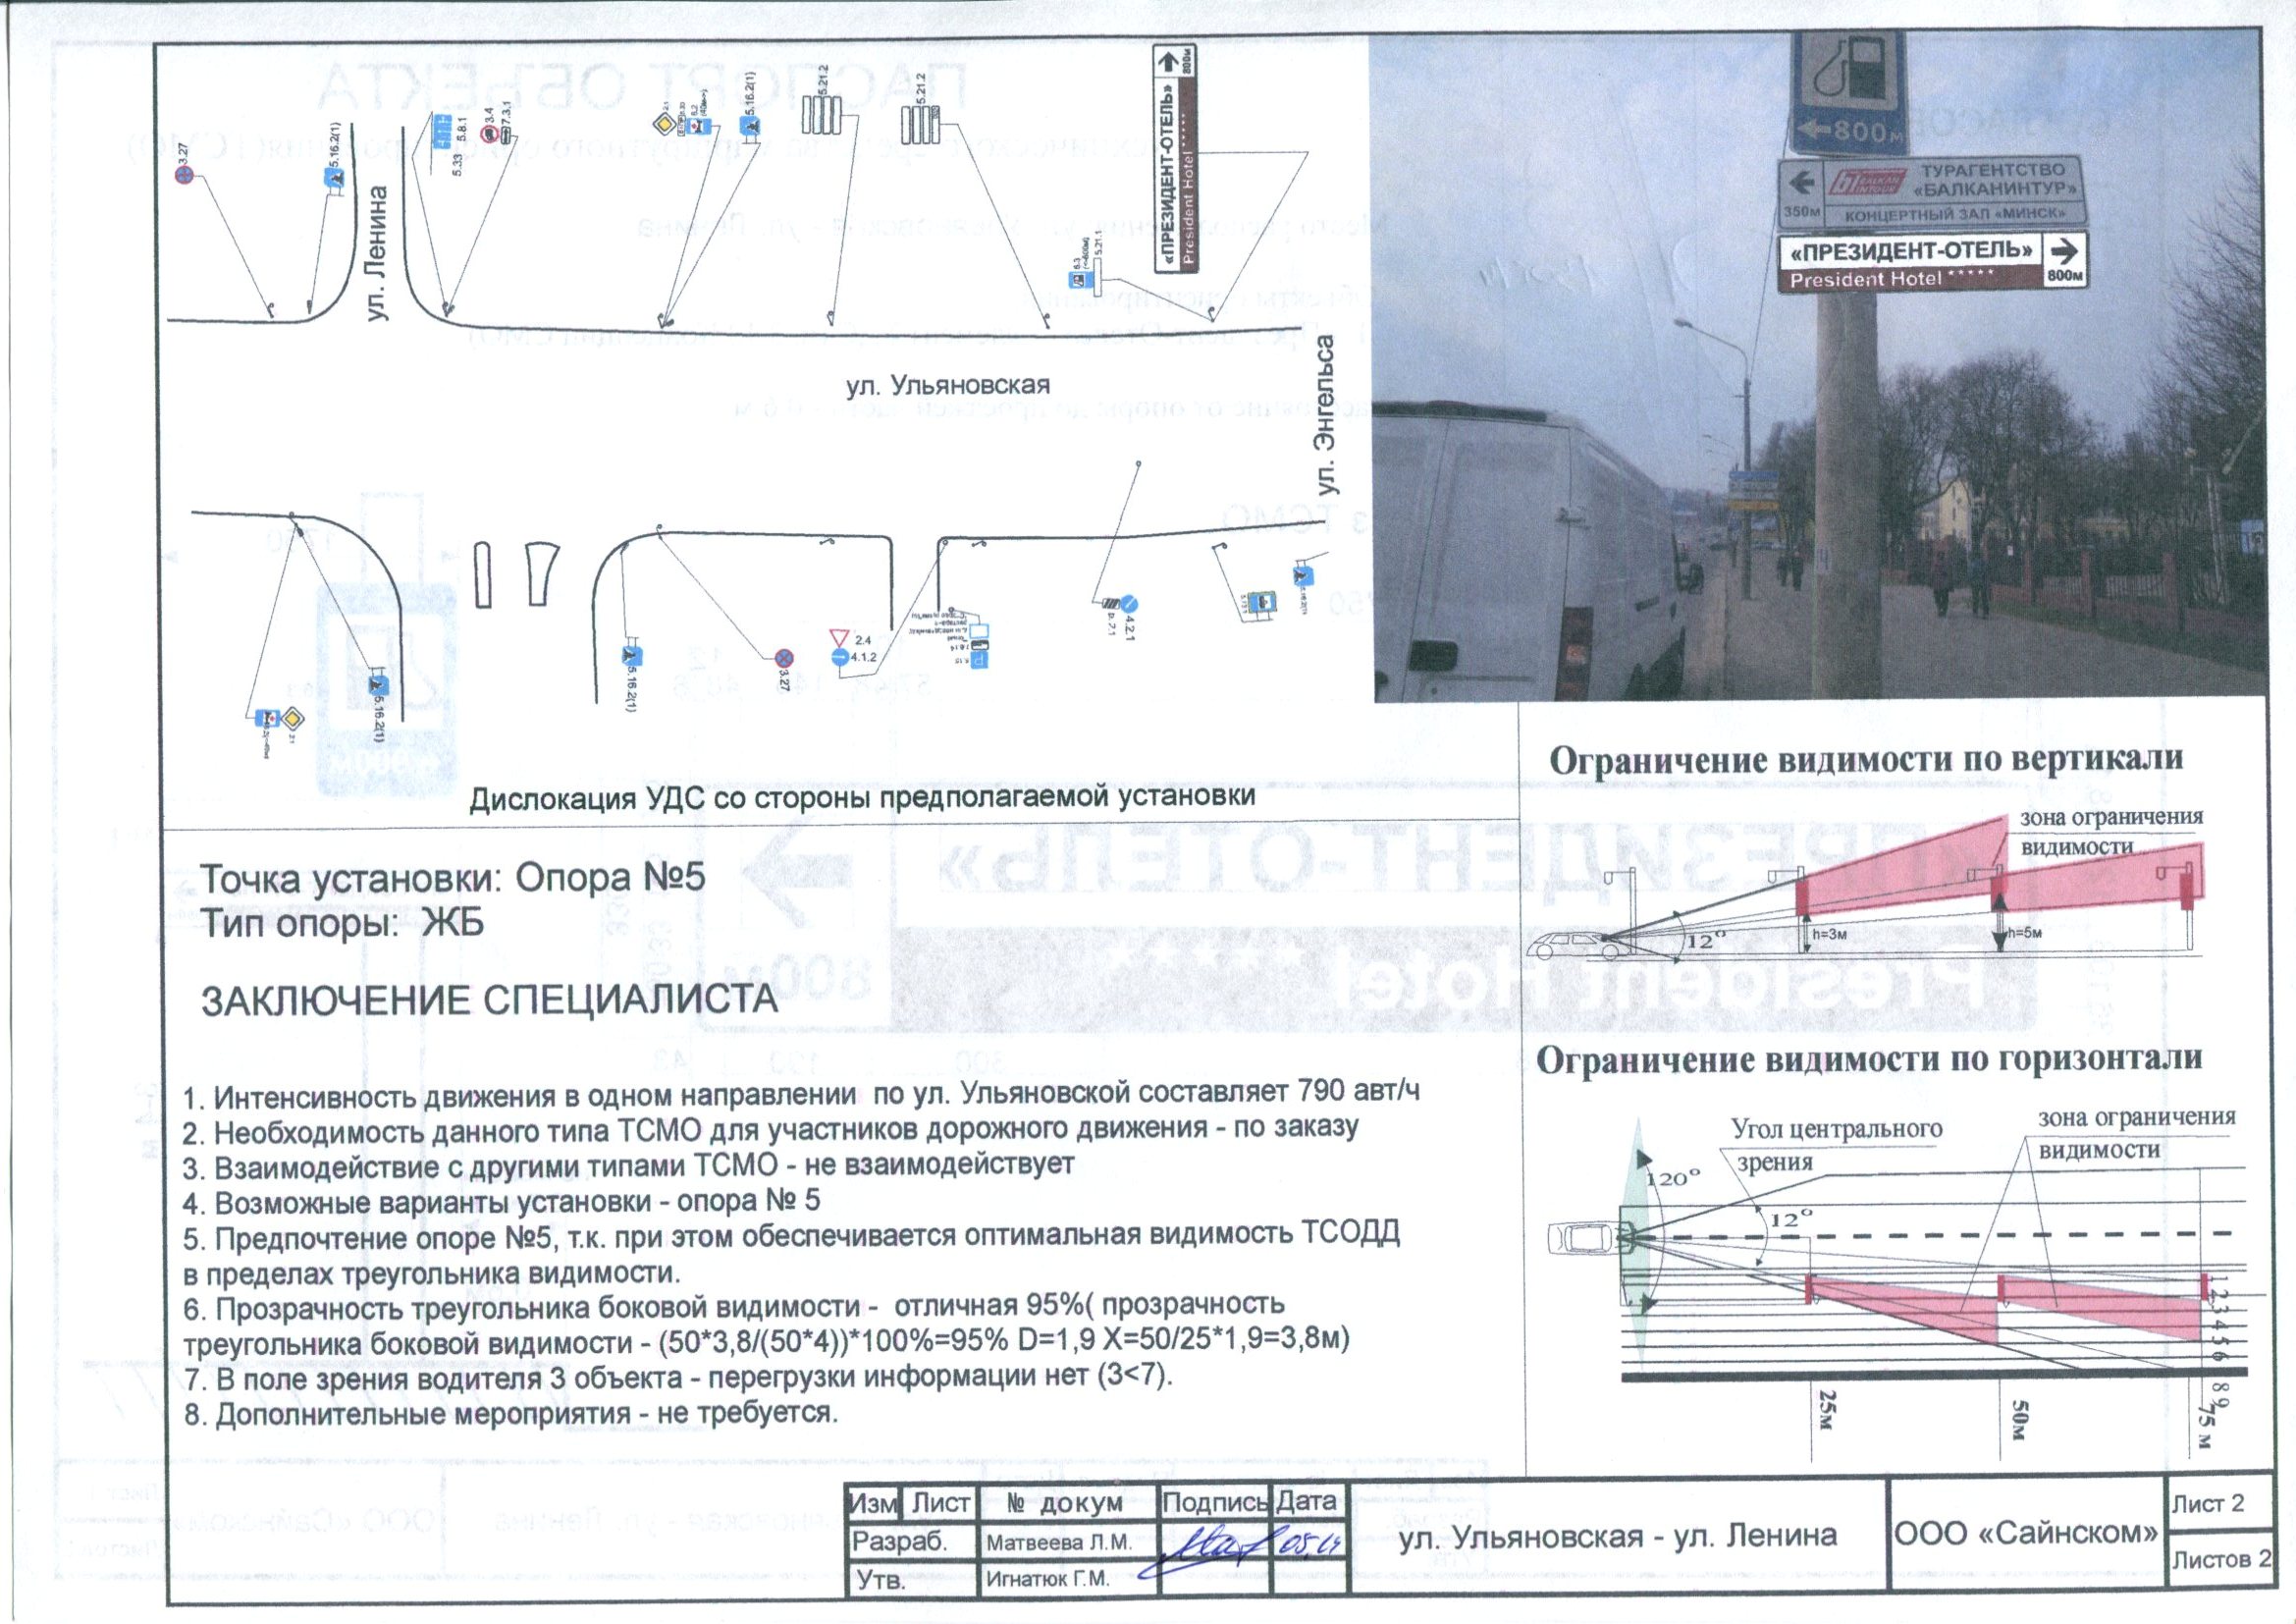 3.27
5.16.2(1)
ул. Ленина
5.33
5.8.1
3.4
7.3.1
2.1
5.16.2(1)
5.21.2
5.21.2
«ПРЕЗИДЕНТ-ОТЕЛЬ»
President Hotel *****
800м
5.21.1
ул. Ульяновская
ул. Энгельса
5.16.2(1)
2.1
5.16.2(1)
3.27
2.4
4.1.2
4.2.1
Дислокация УДС со стороны предполагаемой установки
800м
ТУРАГЕНТСТВО
«БАЛКАНИНТУР»
350м
КОНЦЕРТНЫЙ ЗАЛ «МИНСК»
«ПРЕЗИДЕНТ-ОТЕЛЬ»
President Hotel *****
800м
Точка установки: Опора №5
Тип опоры: ЖБ
ЗАКЛЮЧЕНИЕ СПЕЦИАЛИСТА
1. Интенсивность движения в одном направлении по ул. Ульяновской составляет 790 авт/ч
2. Необходимость данного типа ТСМО для участников дорожного движения - по заказу
3. Взаимодействие с другими типами ТСМО - не взаимодействует
4. Возможные варианты установки - опора № 5
5. Предпочтение опоре №5, т.к. при этом обеспечивается оптимальная видимость ТСОДД
в пределах треугольника видимости.
6. Прозрачность треугольника боковой видимости - отличная 95%( прозрачность
треугольника боковой видимости - (50*3,8/(50*4))*100%=95% D=1,9 X=50/25*1,9=3,8м)
7. В поле зрения водителя 3 объекта - перегрузки информации нет (3<7).
8. Дополнительные мероприятия - не требуется.
Ограничение видимости по вертикали
зона ограничения
видимости
12°
h=3м
h=5м
Ограничение видимости по горизонтали
Угол центрального
зрения
зона ограничения
видимости
120°
12°
1 2 3 4 5 6
8 9
25м
50м
75 м
Изм Лист № докум Подпись Дата
Разраб. Матвеева Л.М.
Утв. Игнатюк Г.М.
ул. Ульяновская - ул. Ленина
ООО «Сайнском»
Лист 2
Листов 2